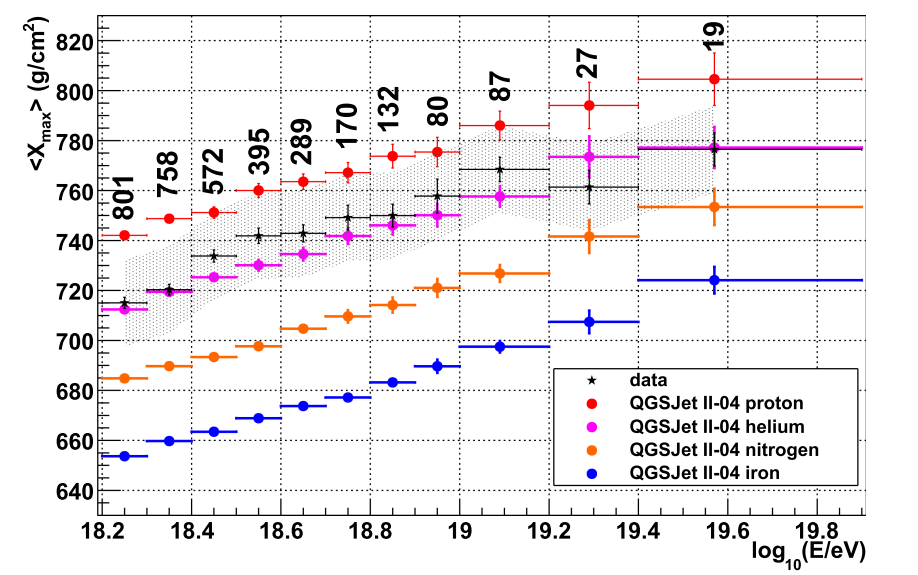 <Xmax> (g/cm²)
820
800
780
760
740
720
700
680
660
640
801
758
572
395
289
170
132
80
87
27
19
data
QGSJet II-04 proton
QGSJet II-04 helium
QGSJet II-04 nitrogen
QGSJet II-04 iron
18.2 18.4 18.6 18.8 19 19.2 19.4 19.6 19.8
log10(E/eV)